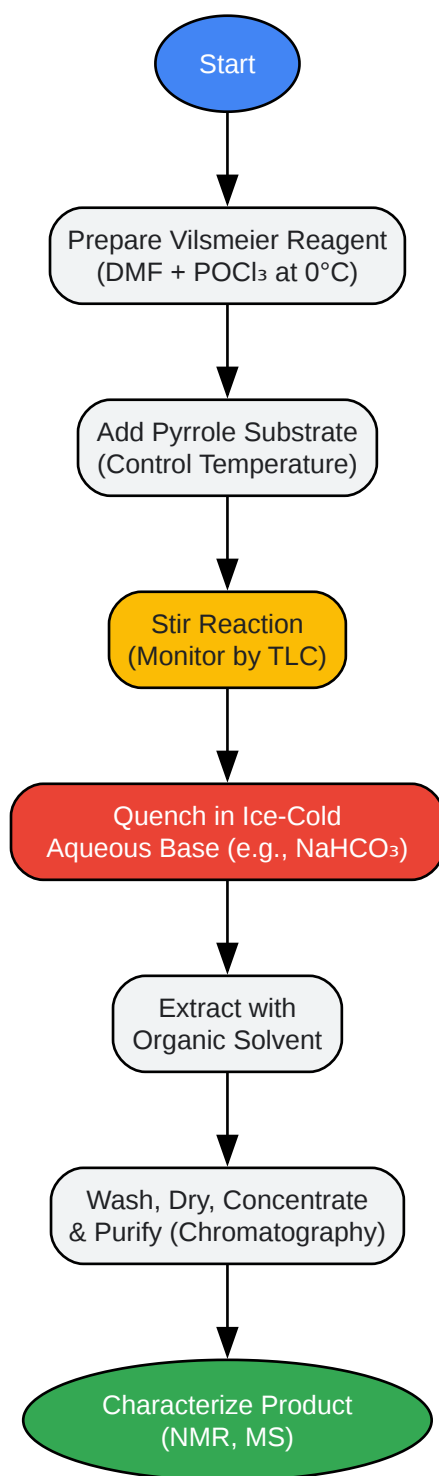 Start
Prepare Vilsmeier Reagent
(DMF + POCl₃ at 0°C)
Add Pyrrole Substrate
(Control Temperature)
Stir Reaction
(Monitor by TLC)
Quench in Ice-Cold
Aqueous Base (e.g., NaHCO₃)
Extract with
Organic Solvent
Wash, Dry, Concentrate
& Purify (Chromatography)
Characterize Product
(NMR, MS)